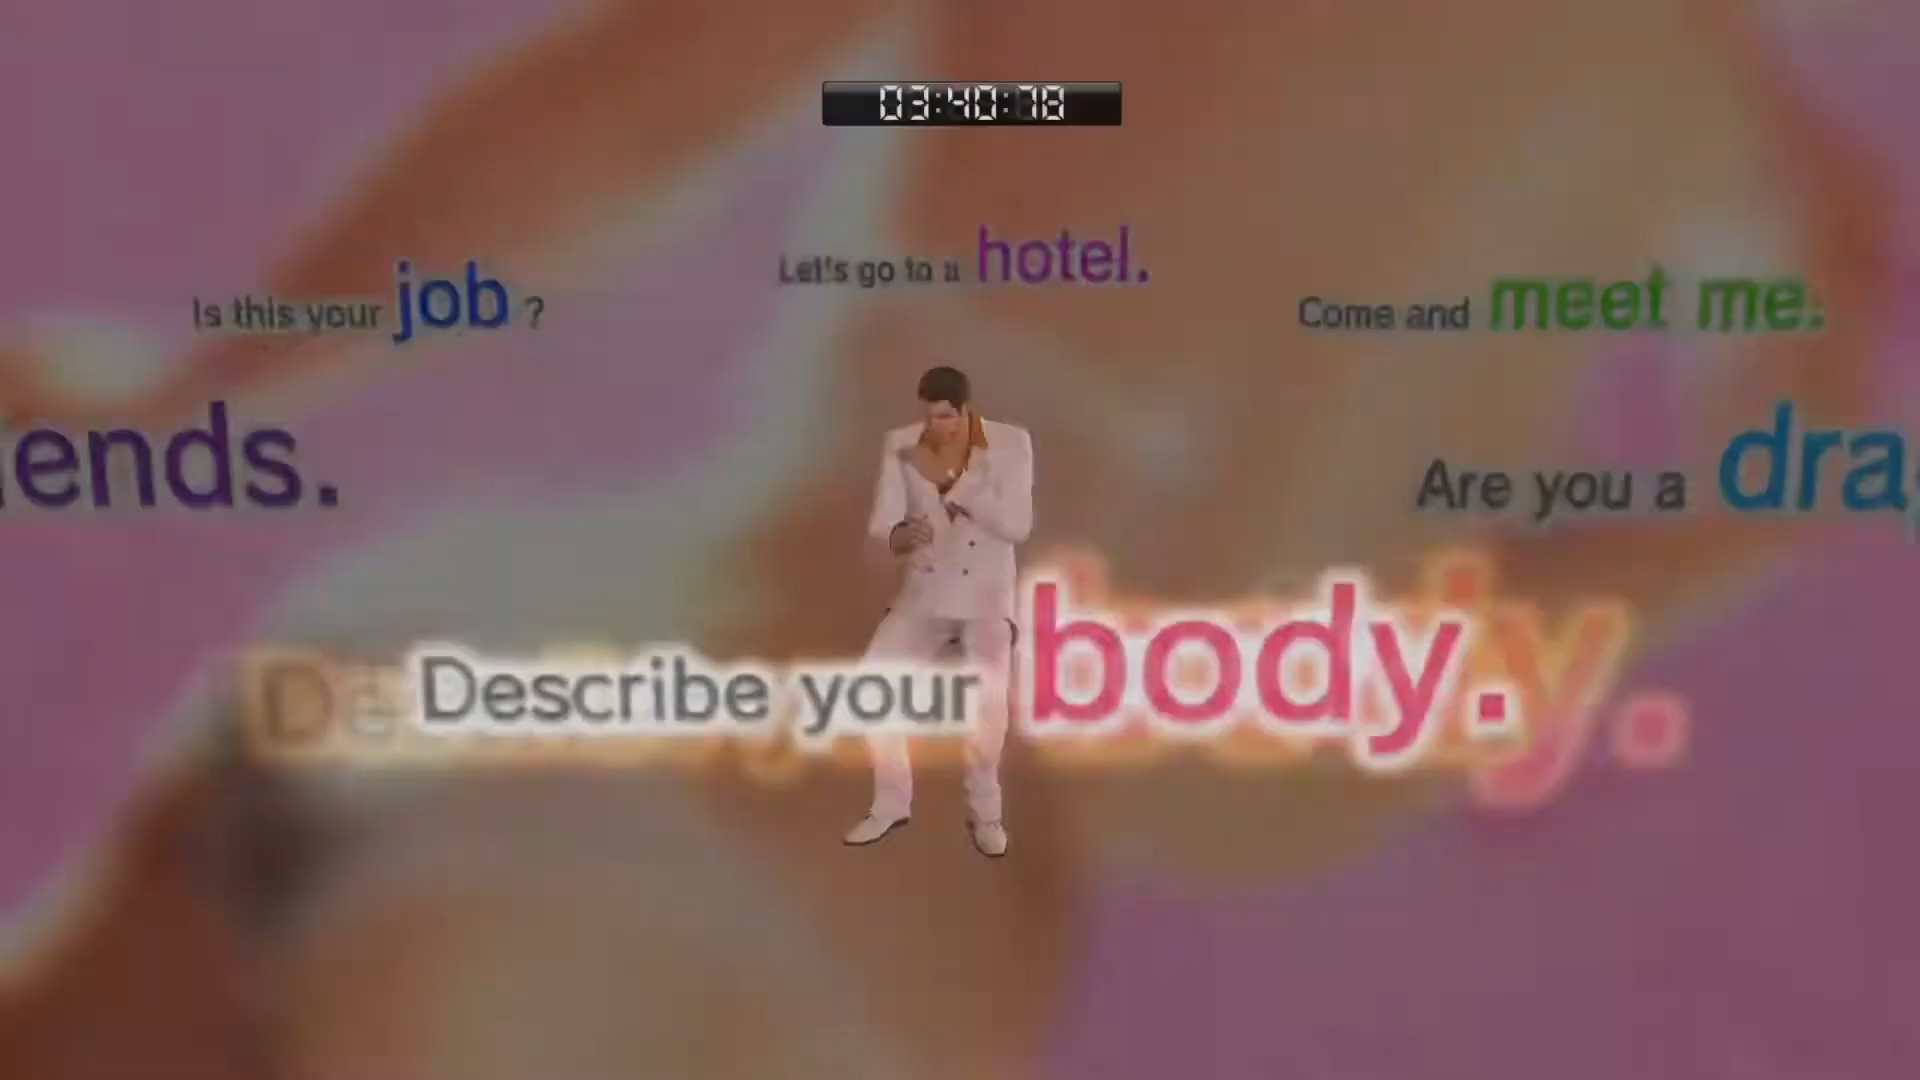 03:40:78
Let's go to a hotel.
Is this your job ?
Come and meet me.
ends.
Are you a
Describe your body.